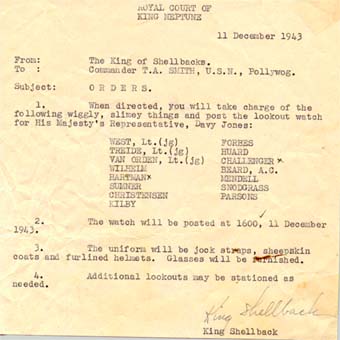 ROYAL COURT OF
KING NEPTUNE
11 December 1943
From: The King of Shellbacks.
To : Commander T.A. SMITH, U.S.N., Pollywog.
Subject: O R D E R S.
1. When directed, you will take charge of the
following wiggly, slimey things and post the lookout watch
for His Majesty's Representative, Davy Jones:
WEST, Lt.(jg) FORBES
TREIDE, Lt.(jg) HUARD
VAN ORDEN, Lt.(jg) CHALLENGER x
WILHELM BEARD, A.C.
HARTMAN x MENDELL
SUMNER SNODGRASS
CHRISTENSEN PARSONS
KILBY
2. The watch will be posted at 1600, 11 December
1943.
3. The uniform will be jock straps, sheepskin
coats and furlined helmets. Glasses will be furnished.
4. Additional lookouts may be stationed as
needed.
King Shellback
King Shellback